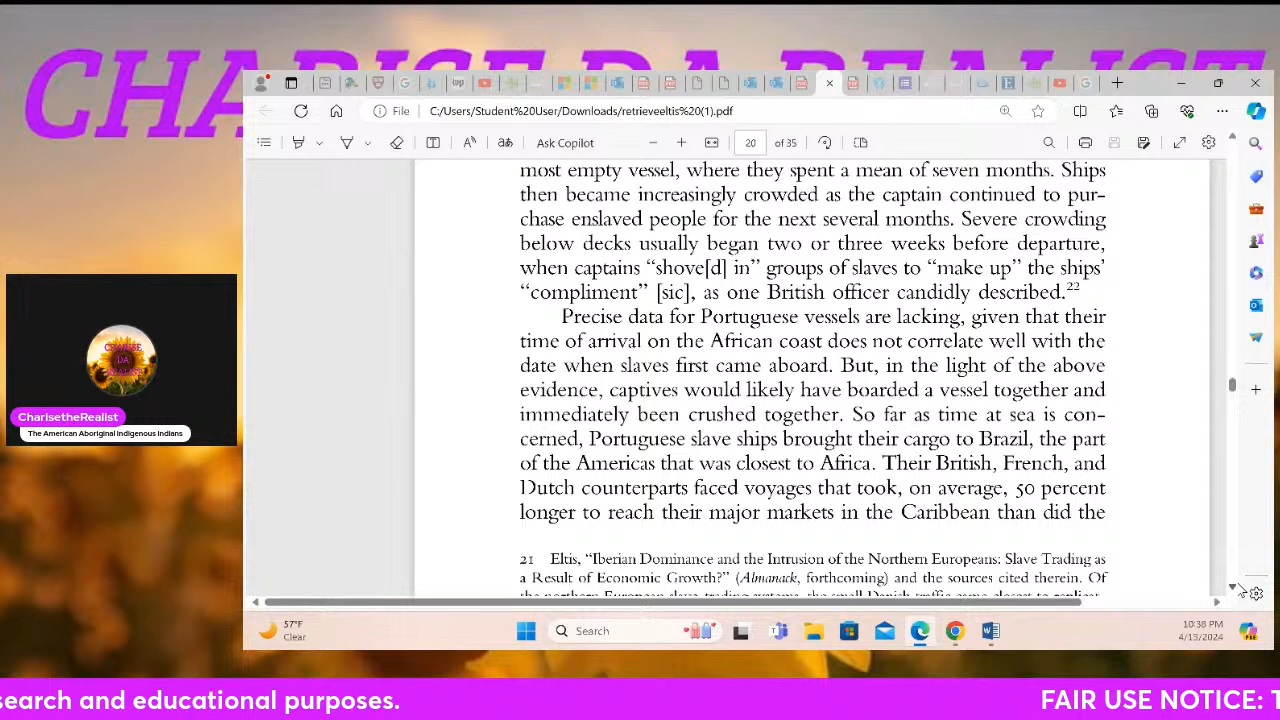 CHARISE DA REALIST
File
C:/Users/Student%20User/Downloads/retrieveeltis%20(1).pdf
Ask Copilot
20
of 35
most empty vessel, where they spent a mean of seven months. Ships
then became increasingly crowded as the captain continued to pur-
chase enslaved people for the next several months. Severe crowding
below decks usually began two or three weeks before departure,
when captains “shove[d] in” groups of slaves to “make up” the ships’
“compliment” [sic], as one British officer candidly described.22
Precise data for Portuguese vessels are lacking, given that their
time of arrival on the African coast does not correlate well with the
date when slaves first came aboard. But, in the light of the above
evidence, captives would likely have boarded a vessel together and
immediately been crushed together. So far as time at sea is con-
cerned, Portuguese slave ships brought their cargo to Brazil, the part
of the Americas that was closest to Africa. Their British, French, and
Dutch counterparts faced voyages that took, on average, 50 percent
longer to reach their major markets in the Caribbean than did the
21 Eltis, “Iberian Dominance and the Intrusion of the Northern Europeans: Slave Trading as
a Result of Economic Growth?” (Almanack, forthcoming) and the sources cited therein. Of
CHARISE
DA
REALIST
CharisetheRealist
The American Aboriginal Indigenous Indians
57°F
Clear
Search
10:38 PM
4/13/2024
search and educational purposes.
FAIR USE NOTICE: T